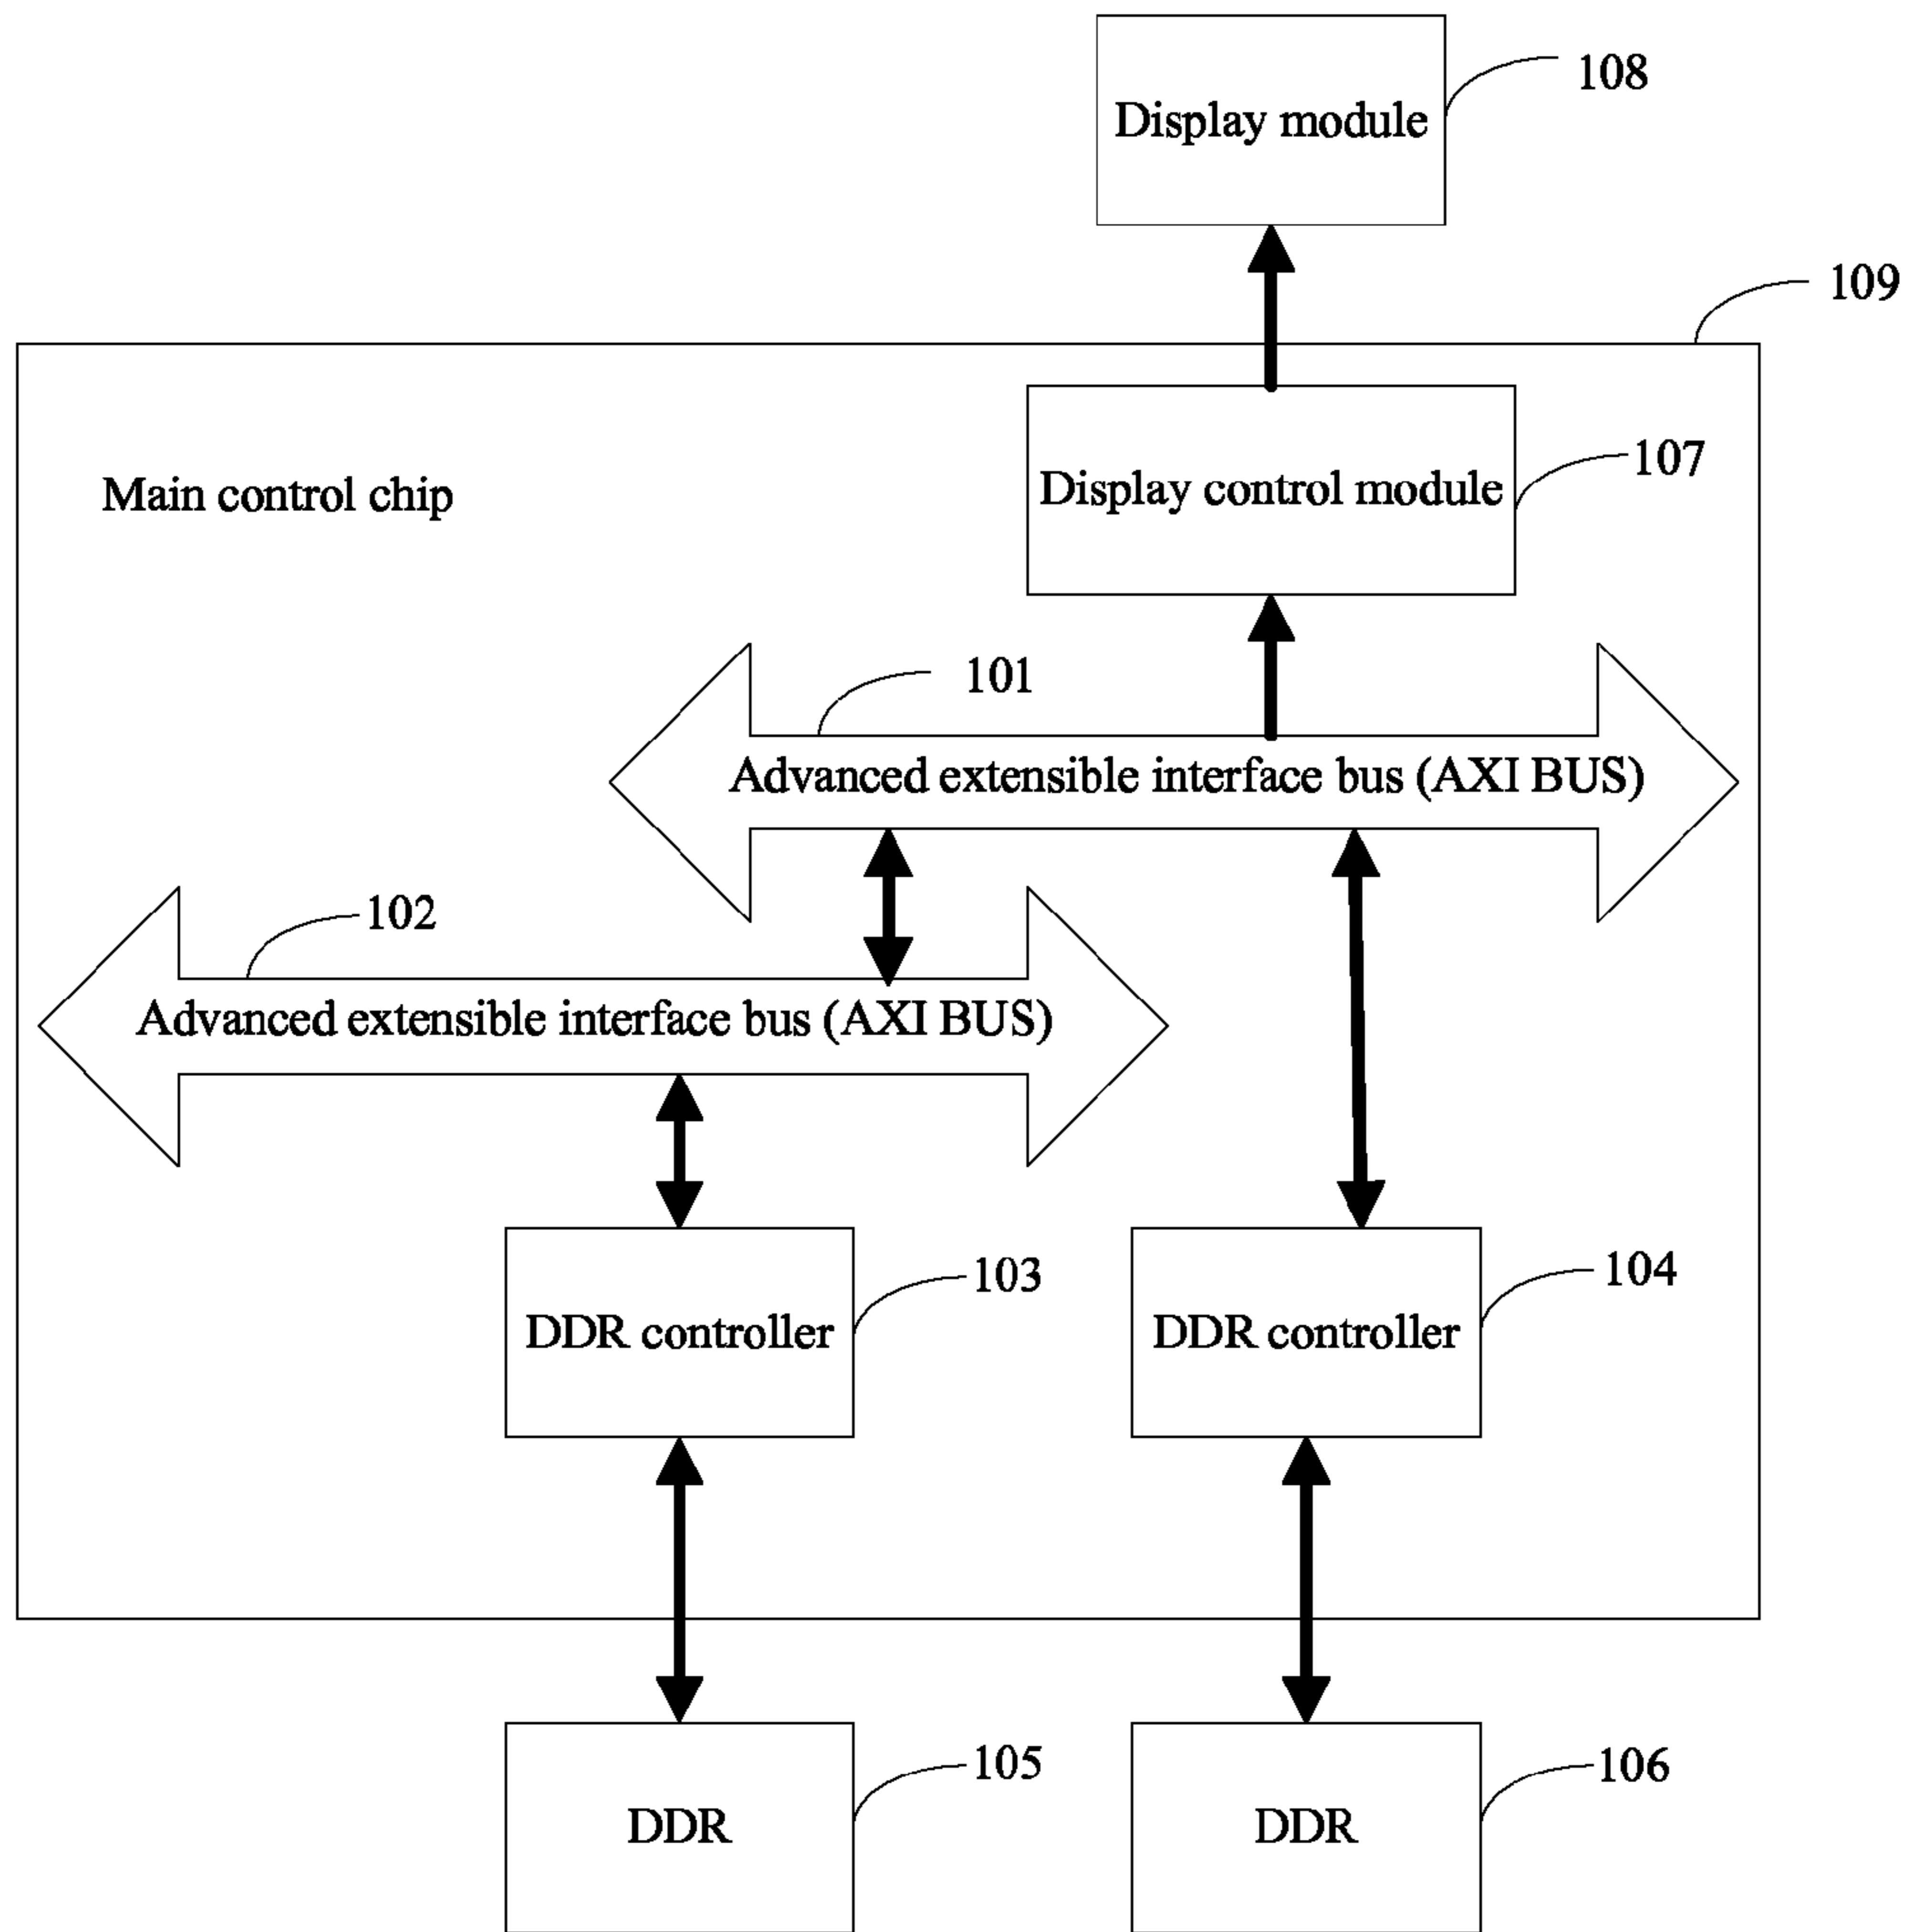 108
Display module
109
107
Main control chip
Display control module
101
Advanced extensible interface bus (AXI BUS)
102
Advanced extensible interface bus (AXI BUS)
103
104
DDR controller
DDR controller
105
106
DDR
DDR